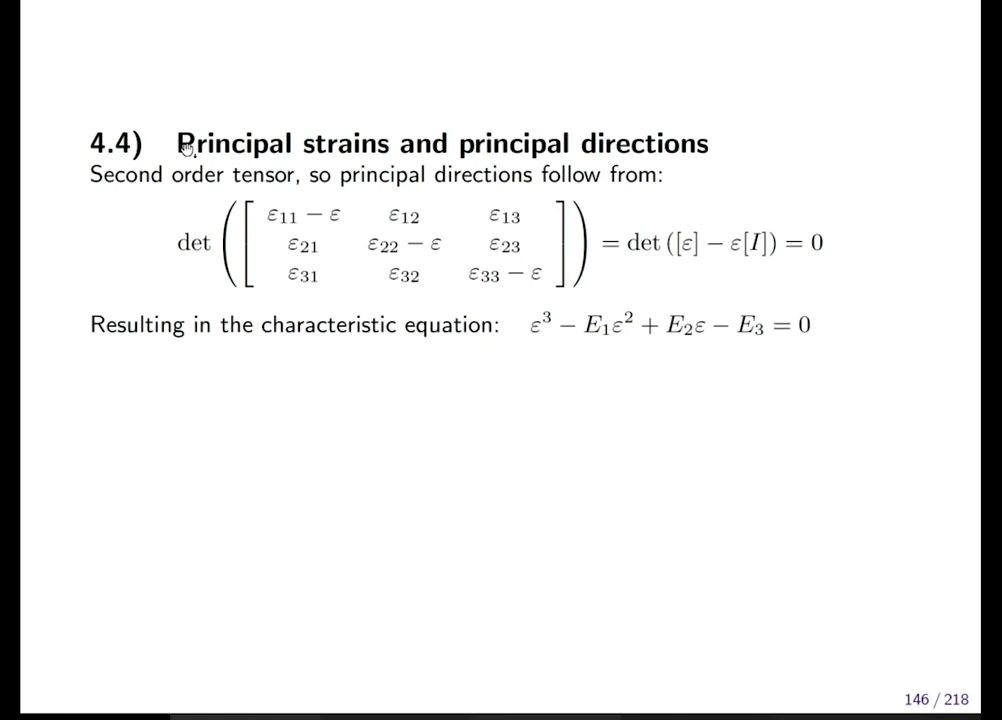 4.4) Principal strains and principal directions
Second order tensor, so principal directions follow from:
det ( [ ε₁₁ − ε ε₁₂ ε₁₃
ε₂₁ ε₂₂ − ε ε₂₃
ε₃₁ ε₃₂ ε₃₃ − ε ] ) = det ([ε] − ε[I]) = 0
Resulting in the characteristic equation: ε³ − E₁ε² + E₂ε − E₃ = 0
146 / 218